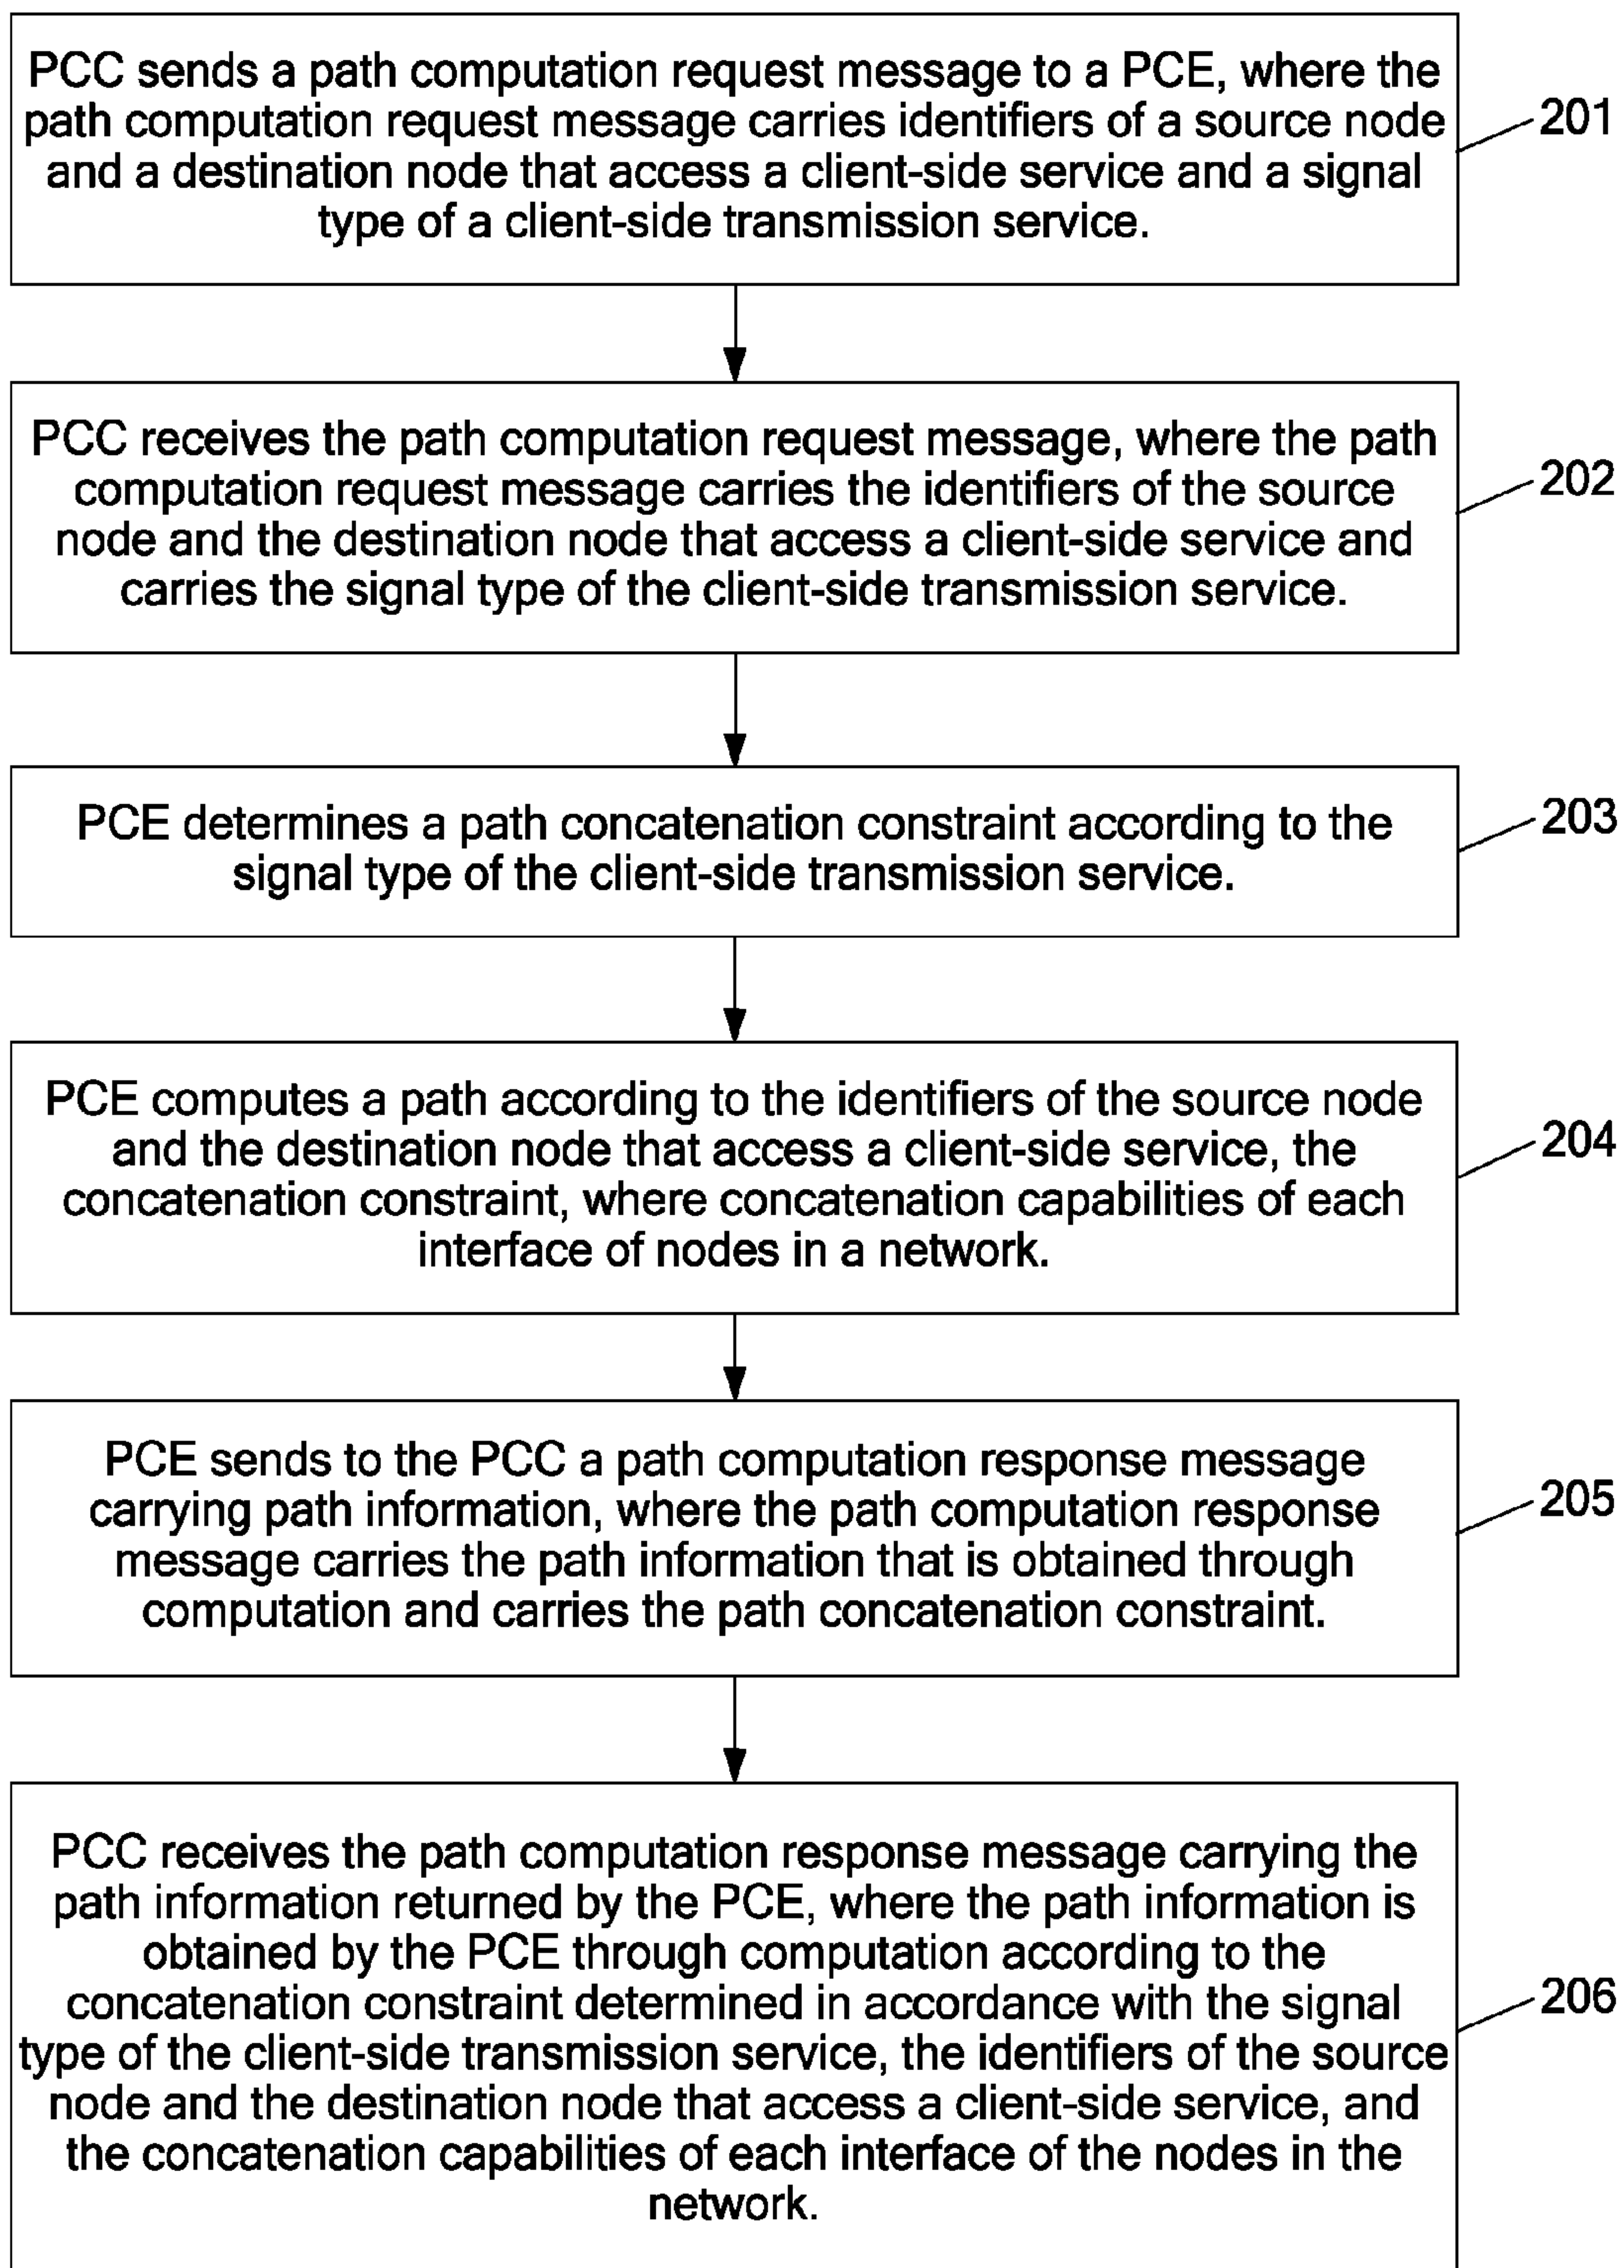 PCC sends a path computation request message to a PCE, where the
path computation request message carries identifiers of a source node
and a destination node that access a client-side service and a signal
type of a client-side transmission service.
201
PCC receives the path computation request message, where the path
computation request message carries the identifiers of the source
node and the destination node that access a client-side service and
carries the signal type of the client-side transmission service.
202
PCE determines a path concatenation constraint according to the
signal type of the client-side transmission service.
203
PCE computes a path according to the identifiers of the source node
and the destination node that access a client-side service, the
concatenation constraint, where concatenation capabilities of each
interface of nodes in a network.
204
PCE sends to the PCC a path computation response message
carrying path information, where the path computation response
message carries the path information that is obtained through
computation and carries the path concatenation constraint.
205
PCC receives the path computation response message carrying the
path information returned by the PCE, where the path information is
obtained by the PCE through computation according to the
concatenation constraint determined in accordance with the signal
type of the client-side transmission service, the identifiers of the source
node and the destination node that access a client-side service, and
the concatenation capabilities of each interface of the nodes in the
network.
206